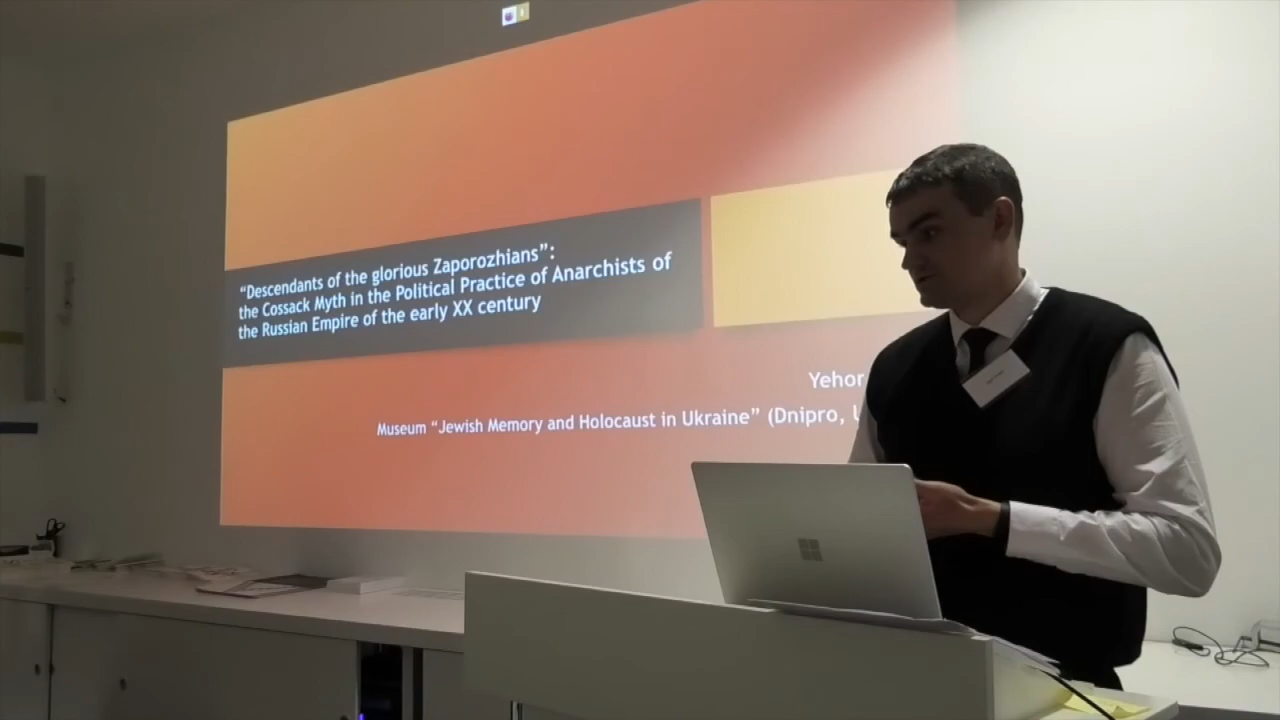 “Descendants of the glorious Zaporozhians”:
the Cossack Myth in the Political Practice of Anarchists of
the Russian Empire of the early XX century
Yehor
Museum “Jewish Memory and Holocaust in Ukraine” (Dnipro,